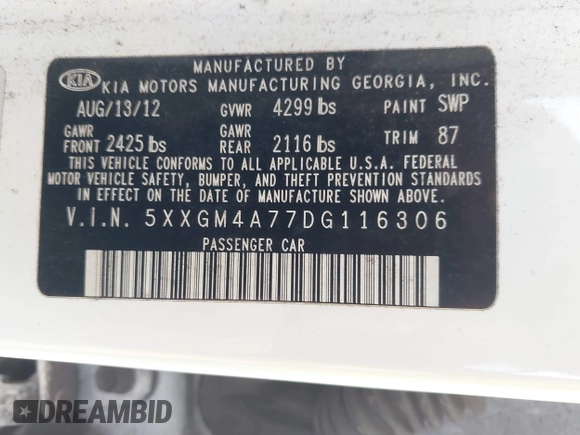 MANUFACTURED BY
KIA KIA MOTORS MANUFACTURING GEORGIA, INC.
AUG/13/12 GVWR 4299 lbs PAINT SWP
GAWR FRONT 2425 lbs GAWR REAR 2116 lbs TRIM 87
THIS VEHICLE CONFORMS TO ALL APPLICABLE U.S.A. FEDERAL
MOTOR VEHICLE SAFETY, BUMPER, AND THEFT PREVENTION STANDARDS
IN EFFECT ON THE DATE OF MANUFACTURE SHOWN ABOVE.
V.I.N. 5XXGM4A77DG116306
PASSENGER CAR
DREAMBID